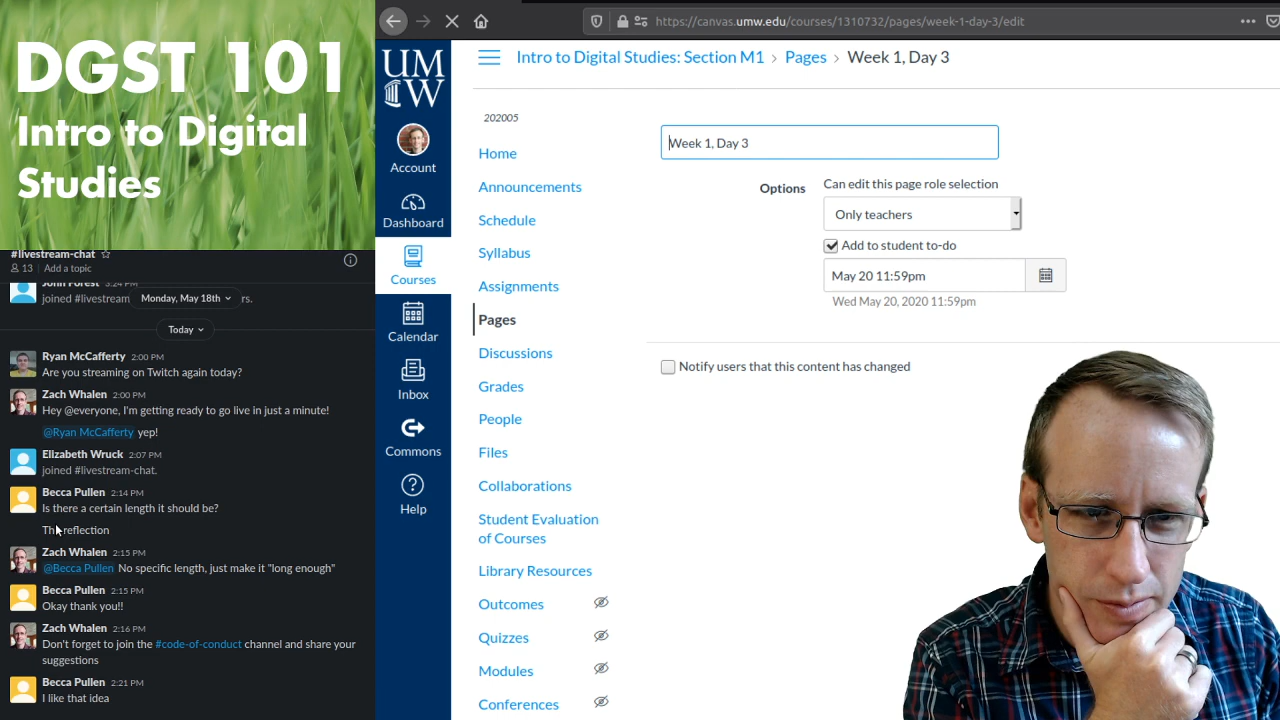 DGST 101
Intro to Digital
Studies
#livestream-chat
13 | Add a topic
John Forest 3:24 PM
joined #livestream
rs.
Monday, May 18th
Today
Ryan McCafferty 2:00 PM
Are you streaming on Twitch again today?
Zach Whalen 2:00 PM
Hey @everyone, I'm getting ready to go live in just a minute!
@Ryan McCafferty yep!
Elizabeth Wruck 2:07 PM
joined #livestream-chat.
Becca Pullen 2:14 PM
Is there a certain length it should be?
The reflection
Zach Whalen 2:15 PM
@Becca Pullen No specific length, just make it "long enough"
Becca Pullen 2:15 PM
Okay thank you!!
Zach Whalen 2:16 PM
Don't forget to join the #code-of-conduct channel and share your
suggestions
Becca Pullen 2:21 PM
I like that idea
https://canvas.umw.edu/courses/1310732/pages/week-1-day-3/edit
UM
W
Account
Dashboard
Courses
Calendar
Inbox
Commons
Help
Intro to Digital Studies: Section M1 > Pages > Week 1, Day 3
202005
Home
Announcements
Schedule
Syllabus
Assignments
Pages
Discussions
Grades
People
Files
Collaborations
Student Evaluation
of Courses
Library Resources
Outcomes
Quizzes
Modules
Conferences
Week 1, Day 3
Options
Can edit this page role selection
Only teachers
Add to student to-do
May 20 11:59pm
Wed May 20, 2020 11:59pm
Notify users that this content has changed